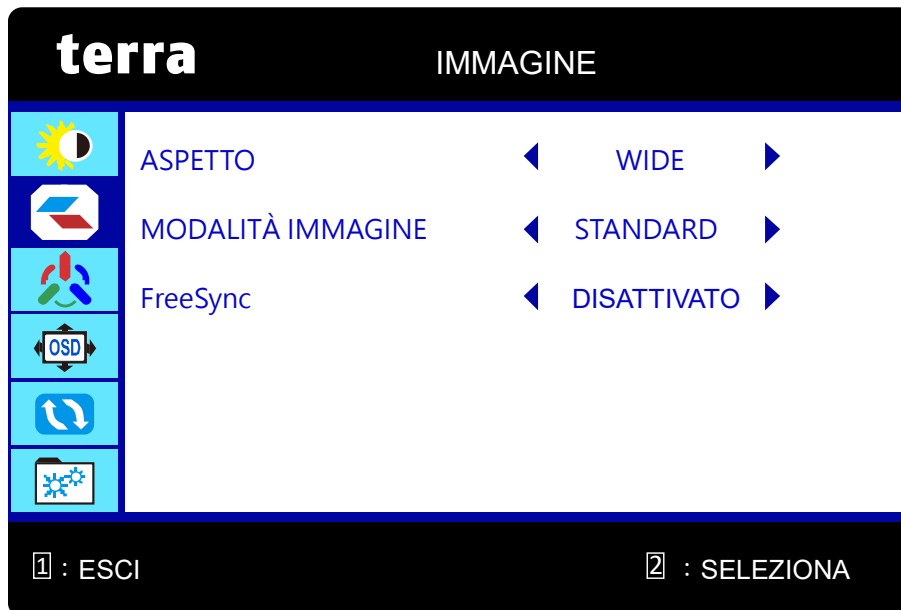 terra
IMMAGINE
ASPETTO WIDE
MODALITÀ IMMAGINE STANDARD
FreeSync DISATTIVATO
OSD
1 : ESCI
2 : SELEZIONA